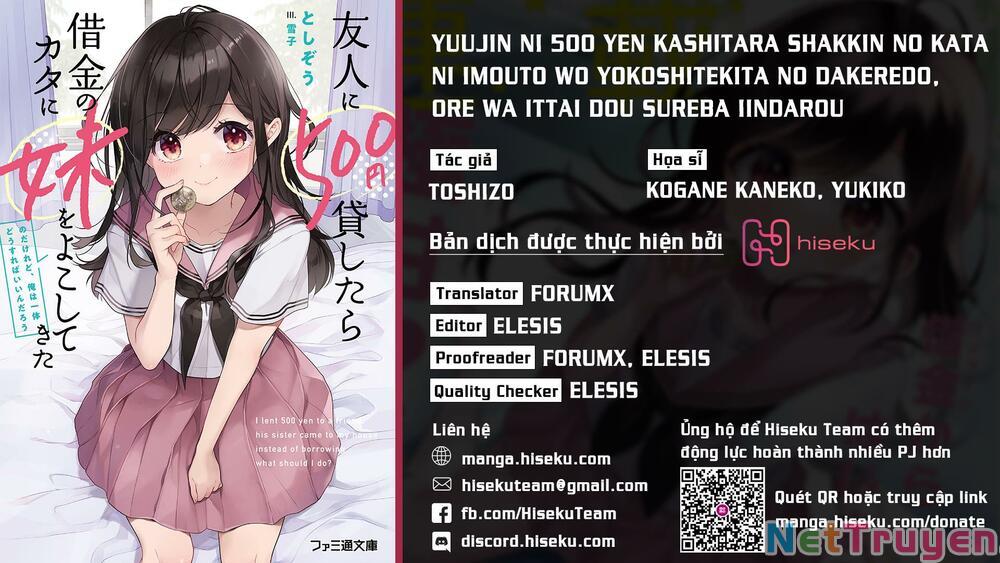 友人に500円貸したら
借金のカタに
妹をよこしてきた
のだけれど、俺は一体
どうすればいいんだろう
としぞう
Ill. 雪子
I lent 500 yen to a friend
his sister came to my house
instead of borrowing
what should I do?
ファミ通文庫
YUUJIN NI 500 YEN KASHITARA SHAKKIN NO KATA
NI IMOUTO WO YOKOSHITEKITA NO DAKEREDO,
ORE WA ITTAI DOU SUREBA IINDAROU
Tác giả
TOSHIZO
Họa sĩ
KOGANE KANEKO, YUKIKO
Bản dịch được thực hiện bởi
hiseku
Translator FORUMX
Editor ELESIS
Proofreader FORUMX, ELESIS
Quality Checker ELESIS
Liên hệ
manga.hiseku.com
hisekuteam@gmail.com
fb.com/HisekuTeam
discord.hiseku.com
Ủng hộ để Hiseku Team có thêm
động lực hoàn thành nhiều PJ hơn
Quét QR hoặc truy cập link
manga.hiseku.com/donate
NetTruyen